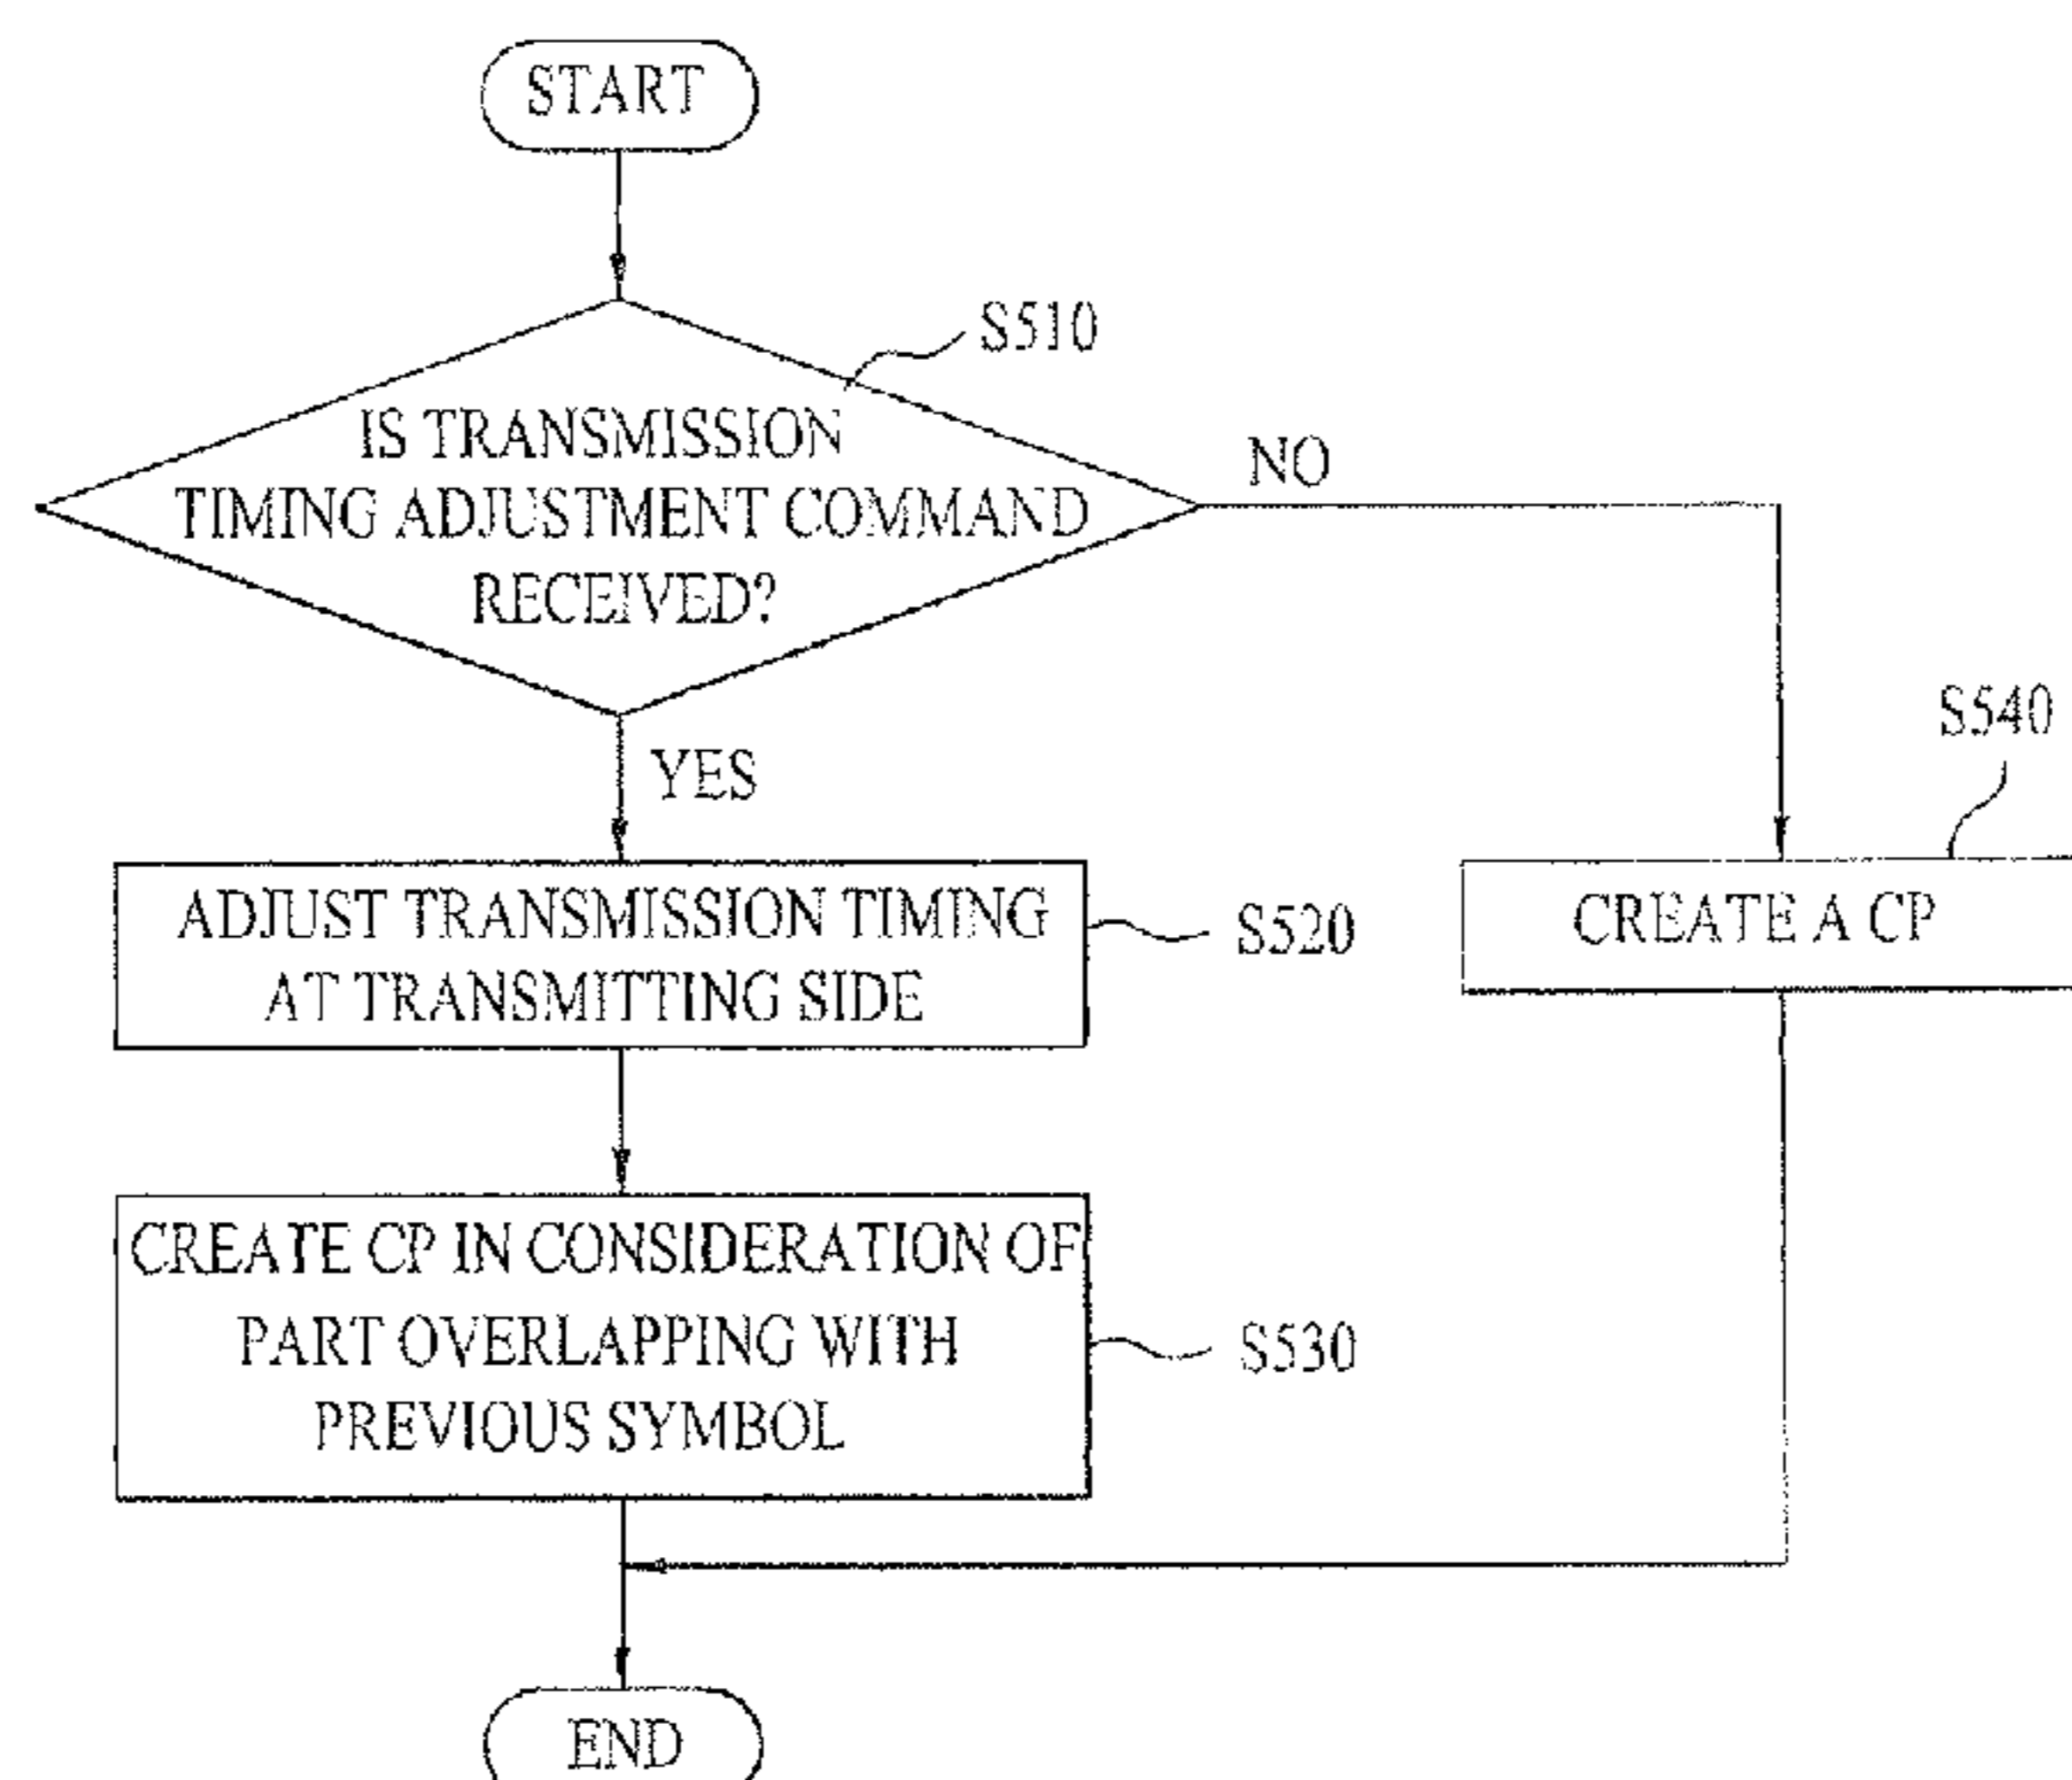 START
S510
IS TRANSMISSION
TIMING ADJUSTMENT COMMAND
RECEIVED?
NO
YES
S540
ADJUST TRANSMISSION TIMING
AT TRANSMITTING SIDE
S520
CREATE A CP
CREATE CP IN CONSIDERATION OF
PART OVERLAPPING WITH
PREVIOUS SYMBOL
S530
END